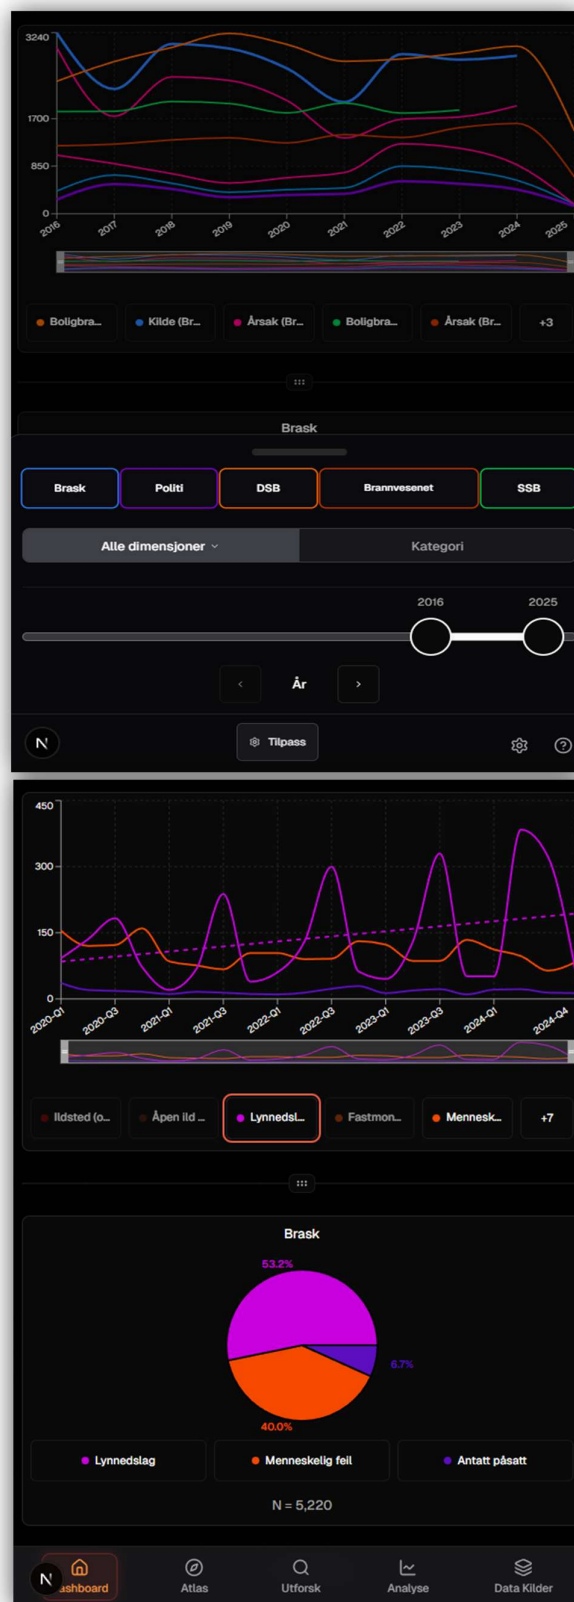 3240
1700
850
0
2016 2017 2018 2019 2020 2021 2022 2023 2024 2025
Boligbra... Kilde (Br... Årsak (Br... Boligbra... Årsak (Br... +3
Brask
Brask Politi DSB Brannvesenet SSB
Alle dimensjoner Kategori
2016 2025
‹ År ›
N Tilpass
450
300
150
0
2020-Q1 2020-Q3 2021-Q1 2021-Q3 2022-Q1 2022-Q3 2023-Q1 2023-Q3 2024-Q1 2024-Q4
Ildsted (o... Åpen ild ... Lynnedsl... Fastmon... Mennesk... +7
Brask
53.2%
6.7%
40.0%
Lynnedslag Menneskelig feil Antatt påsatt
N = 5,220
N ashboard Atlas Utforsk Analyse Data Kilder